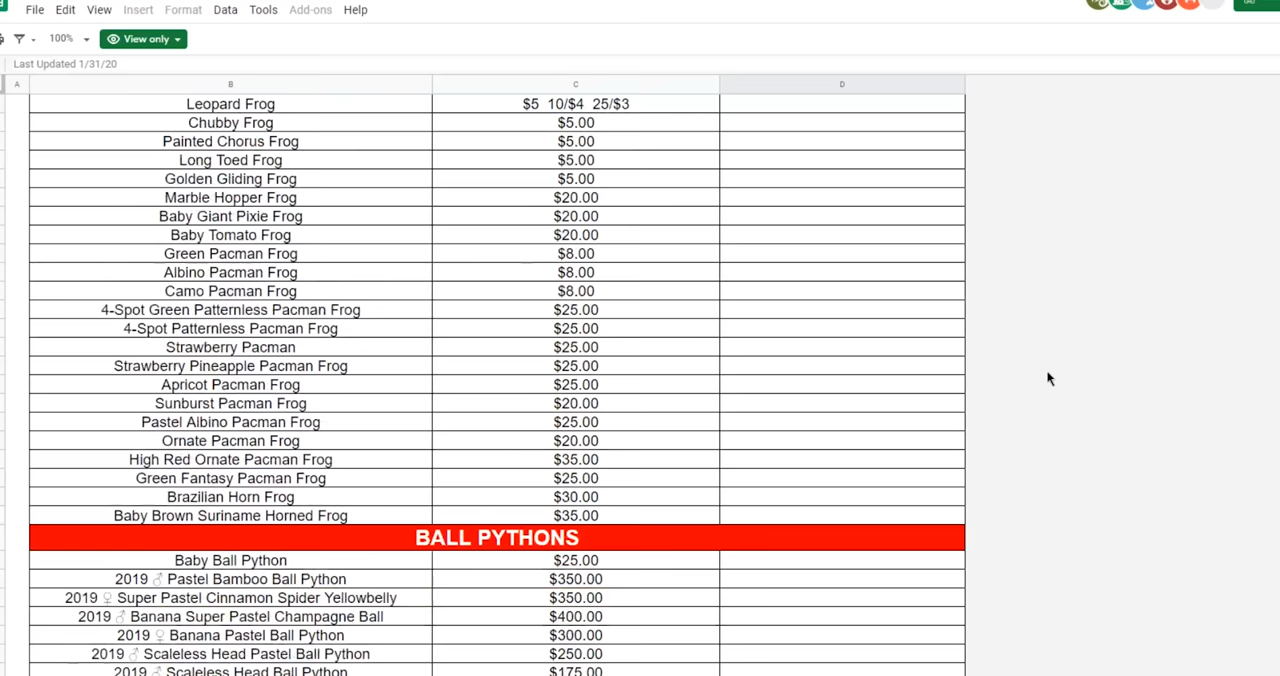 File Edit View Insert Format Data Tools Add-ons Help
100% View only
Last Updated 1/31/20
A B C D
Leopard Frog $5 10/$4 25/$3
Chubby Frog $5.00
Painted Chorus Frog $5.00
Long Toed Frog $5.00
Golden Gliding Frog $5.00
Marble Hopper Frog $20.00
Baby Giant Pixie Frog $20.00
Baby Tomato Frog $20.00
Green Pacman Frog $8.00
Albino Pacman Frog $8.00
Camo Pacman Frog $8.00
4-Spot Green Patternless Pacman Frog $25.00
4-Spot Patternless Pacman Frog $25.00
Strawberry Pacman $25.00
Strawberry Pineapple Pacman Frog $25.00
Apricot Pacman Frog $25.00
Sunburst Pacman Frog $20.00
Pastel Albino Pacman Frog $25.00
Ornate Pacman Frog $20.00
High Red Ornate Pacman Frog $35.00
Green Fantasy Pacman Frog $25.00
Brazilian Horn Frog $30.00
Baby Brown Suriname Horned Frog $35.00
BALL PYTHONS
Baby Ball Python $25.00
2019 ♂ Pastel Bamboo Ball Python $350.00
2019 ♀ Super Pastel Cinnamon Spider Yellowbelly $350.00
2019 ♂ Banana Super Pastel Champagne Ball $400.00
2019 ♀ Banana Pastel Ball Python $300.00
2019 ♂ Scaleless Head Pastel Ball Python $250.00
2019 ♂ Scaleless Head Ball Python $175.00